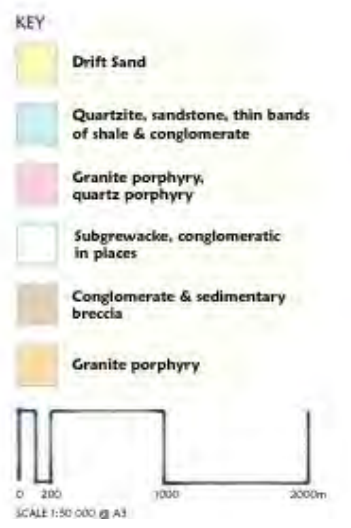 KEY
Drift Sand
Quartzite, sandstone, thin bands
of shale & conglomerate
Granite porphyry,
quartz porphyry
Subgrewacke, conglomeratic
in places
Conglomerate & sedimentary
breccia
Granite porphyry
0 200 1000 2000m
SCALE 1:50 000 @ A3